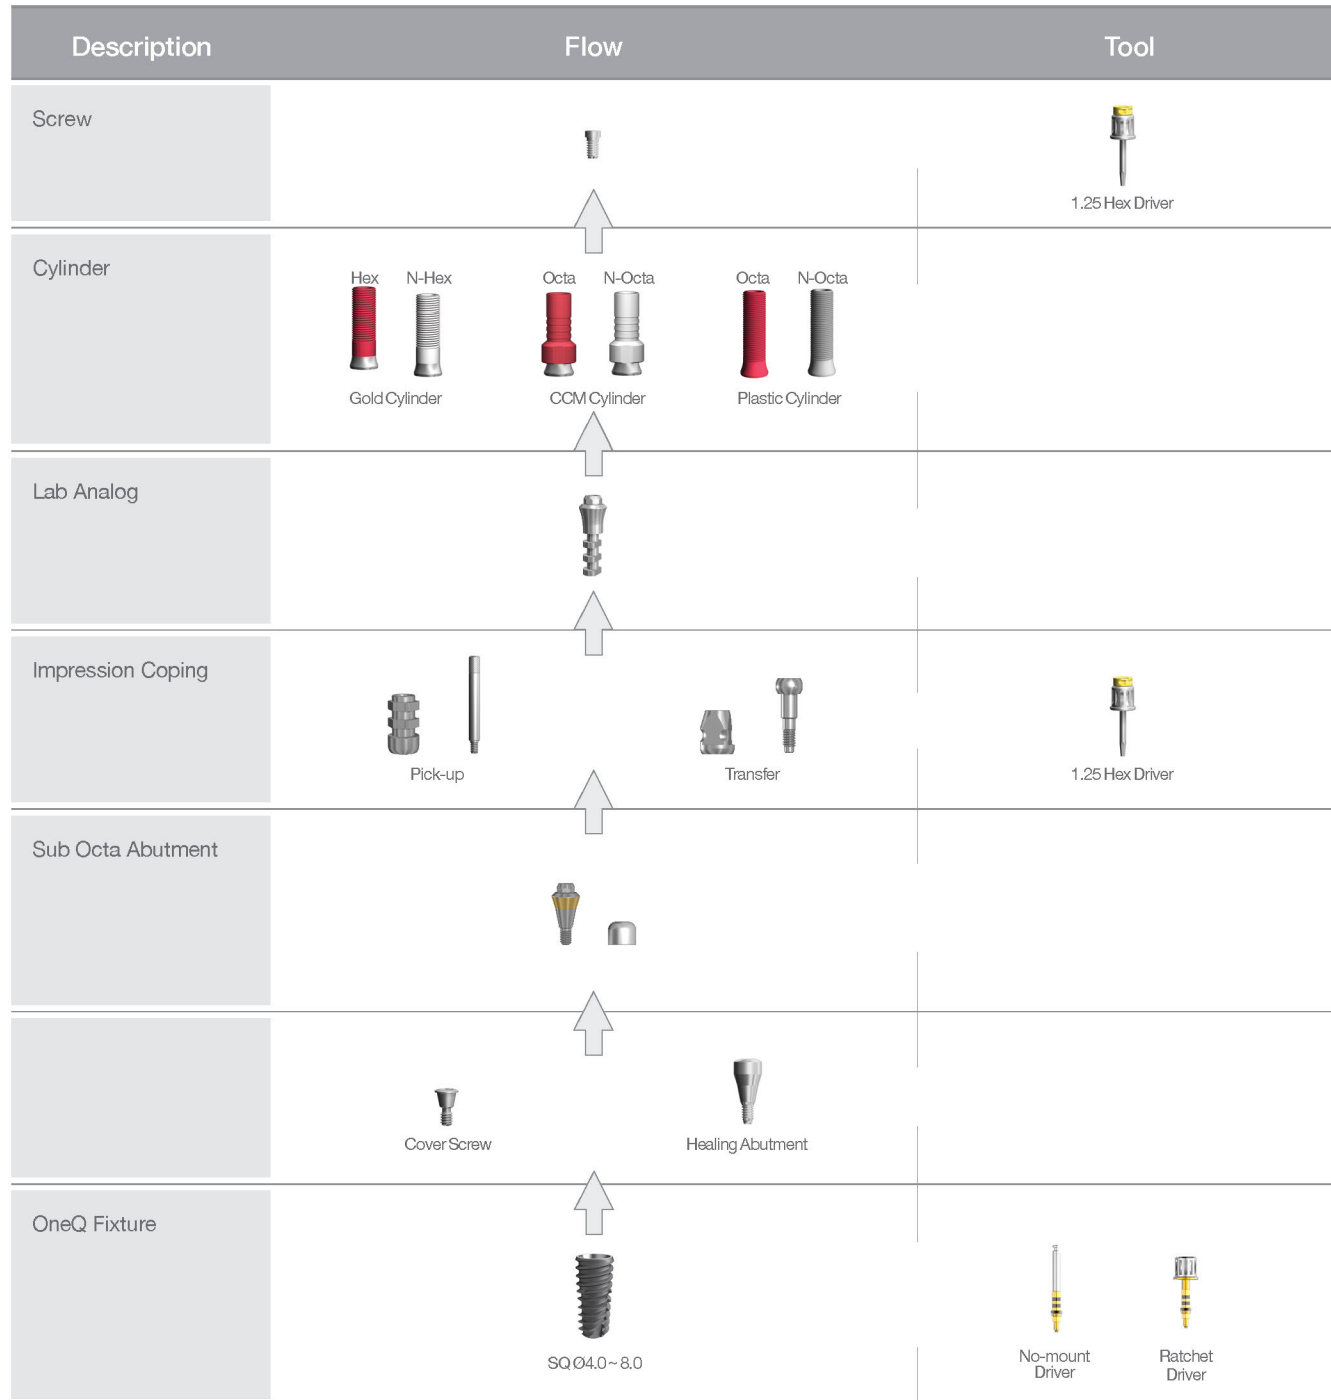 Description Flow Tool
Screw
1.25 Hex Driver
Cylinder
Hex N-Hex Octa N-Octa Octa N-Octa
Gold Cylinder CCM Cylinder Plastic Cylinder
Lab Analog
Impression Coping
Pick-up Transfer 1.25 Hex Driver
Sub Octa Abutment
Cover Screw Healing Abutment
OneQ Fixture
SQ Ø4.0~8.0
No-mount Ratchet
Driver Driver